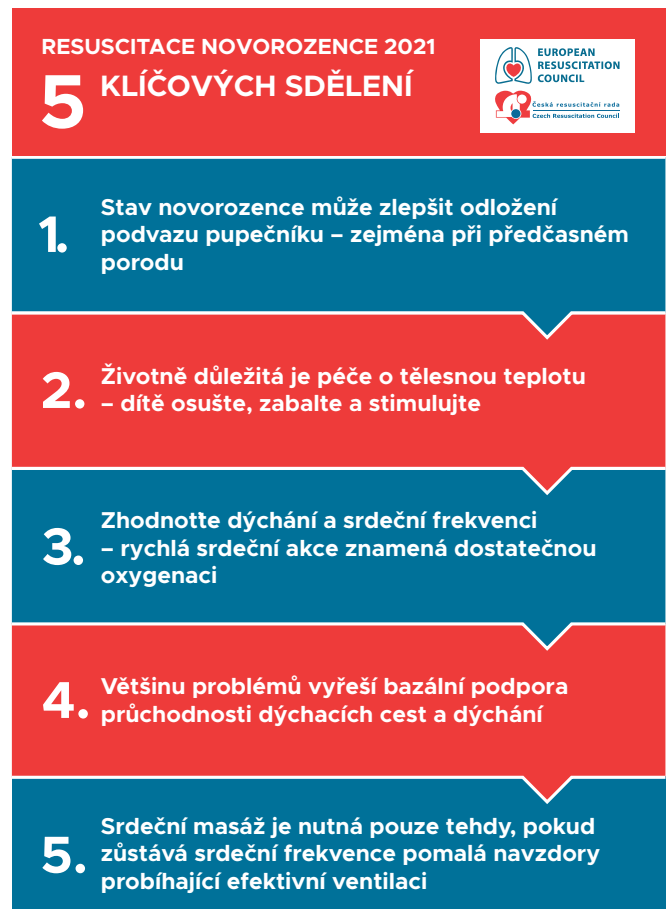 RESUSCITACE NOVOROZENCE 2021
5 KLÍČOVÝCH SDĚLENÍ
EUROPEAN
RESUSCITATION
COUNCIL
Česká resuscitační rada
Czech Resuscitation Council
1. Stav novorozence může zlepšit odložení
podvazu pupečníku – zejména při předčasném
porodu
2. Životně důležitá je péče o tělesnou teplotu
– dítě osušte, zabalte a stimulujte
3. Zhodnoťte dýchání a srdeční frekvenci
– rychlá srdeční akce znamená dostatečnou
oxygenaci
4. Většinu problémů vyřeší bazální podpora
průchodnosti dýchacích cest a dýchání
5. Srdeční masáž je nutná pouze tehdy, pokud
zůstává srdeční frekvence pomalá navzdory
probíhající efektivní ventilaci